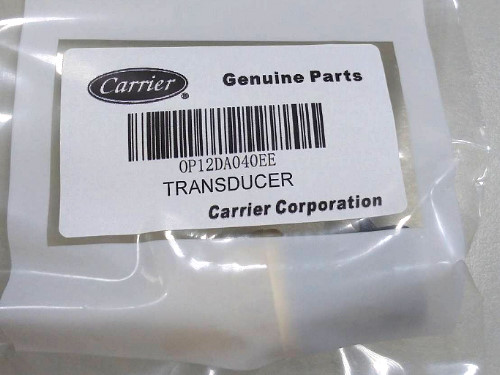 Carrier ® Genuine Parts
OP12DA040EE
TRANSDUCER
Carrier Corporation